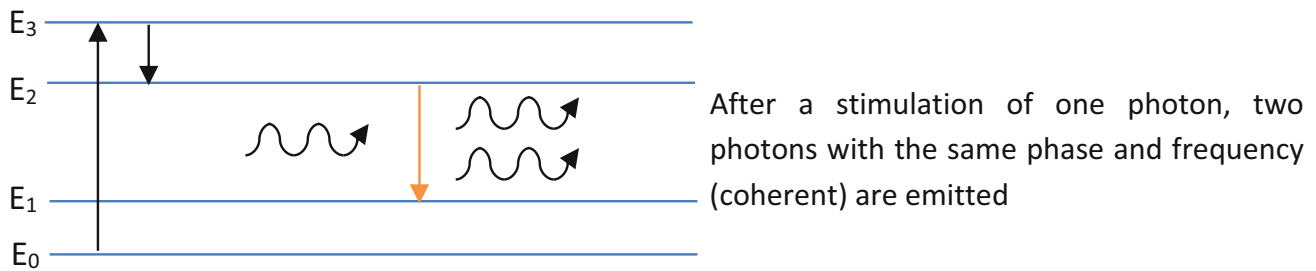 E₃
E₂
After a stimulation of one photon, two
photons with the same phase and frequency
(coherent) are emitted
E₁
E₀